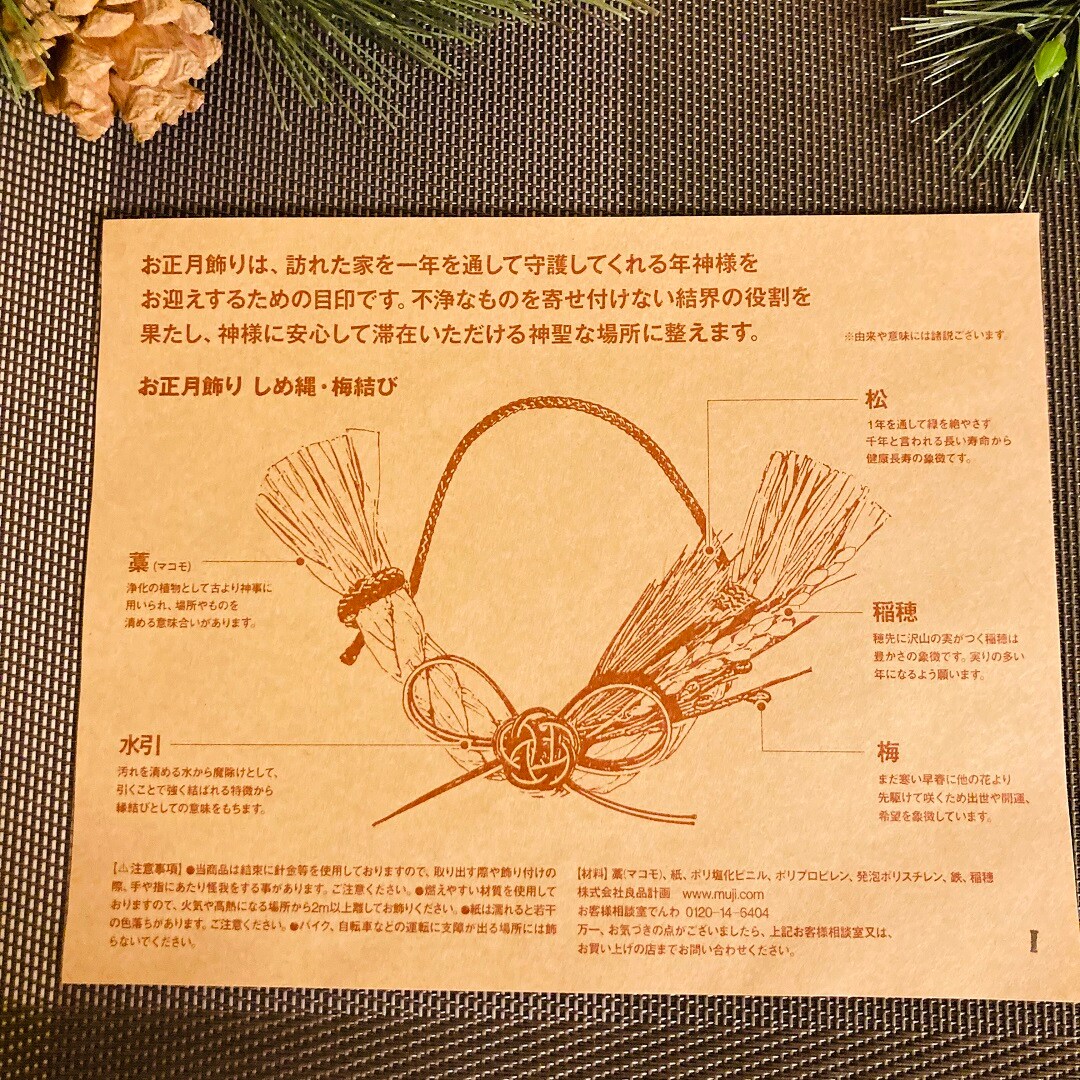 お正月飾りは、訪れた家を一年を通して守護してくれる年神様を
お迎えするための目印です。不浄なものを寄せ付けない結界の役割を
果たし、神様に安心して滞在いただける神聖な場所に整えます。
※由来や意味には諸説ございます。
お正月飾り しめ縄・梅結び
松
1年を通して緑を絶やさず
千年と言われる長い寿命から
健康長寿の象徴です。
藁(マコモ)
浄化の植物として古より神事に
用いられ、場所やものを
清める意味合いがあります。
稲穂
穂先に沢山の実がつく稲穂は
豊かさの象徴です。実りの多い
年になるよう願います。
水引
汚れを清める水から魔除けとして、
引くことで強く結ばれる特徴から
縁結びとしての意味をもちます。
梅
まだ寒い早春に他の花より
先駆けて咲くため出世や開運、
希望を象徴しています。
【⚠注意事項】●当商品は結束に針金等を使用しておりますので、取り出す際や飾り付けの
際、手や指にあたり怪我をする事があります。ご注意ください。●燃えやすい材質を使用して
おりますので、火気や高熱になる場所から2m以上離してお飾りください。●紙は濡れると若干
の色落ちがあります。ご注意ください。●バイク、自転車などの運転に支障が出る場所には飾
らないでください。
【材料】藁(マコモ)、紙、ポリ塩化ビニル、ポリプロピレン、発泡ポリスチレン、鉄、稲穂
株式会社良品計画 www.muji.com
お客様相談室でんわ 0120-14-6404
万一、お気づきの点がございましたら、上記お客様相談室又は、
お買い上げの店までお問い合わせください。
I